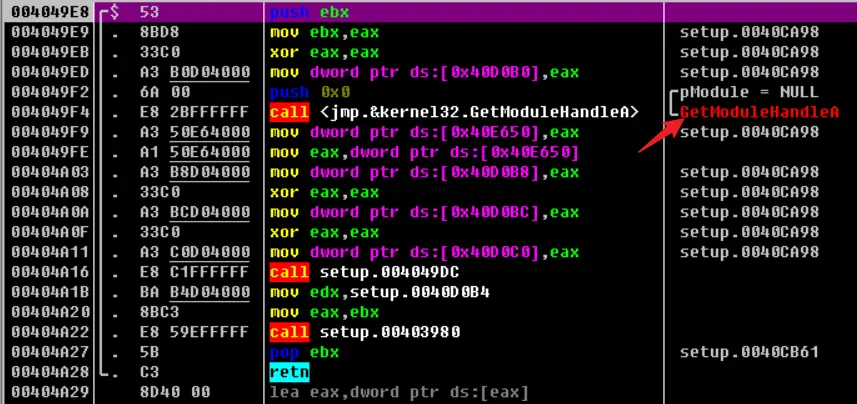 004049E8 $ 53 push ebx
004049E9 . 8BD8 mov ebx,eax setup.0040CA98
004049EB . 33C0 xor eax,eax setup.0040CA98
004049ED . A3 B0D04000 mov dword ptr ds:[0x40D0B0],eax setup.0040CA98
004049F2 . 6A 00 push 0x0 pModule = NULL
004049F4 . E8 2BFFFFFF call <jmp.&kernel32.GetModuleHandleA> GetModuleHandleA
004049F9 . A3 50E64000 mov dword ptr ds:[0x40E650],eax setup.0040CA98
004049FE . A1 50E64000 mov eax,dword ptr ds:[0x40E650]
00404A03 . A3 B8D04000 mov dword ptr ds:[0x40D0B8],eax setup.0040CA98
00404A08 . 33C0 xor eax,eax setup.0040CA98
00404A0A . A3 BCD04000 mov dword ptr ds:[0x40D0BC],eax setup.0040CA98
00404A0F . 33C0 xor eax,eax setup.0040CA98
00404A11 . A3 C0D04000 mov dword ptr ds:[0x40D0C0],eax setup.0040CA98
00404A16 . E8 C1FFFFFF call setup.004049DC
00404A1B . BA B4D04000 mov edx,setup.0040D0B4
00404A20 . 8BC3 mov eax,ebx
00404A22 . E8 59EFFFFF call setup.00403980
00404A27 . 5B pop ebx setup.0040CB61
00404A28 . C3 retn
00404A29 8D40 00 lea eax,dword ptr ds:[eax]